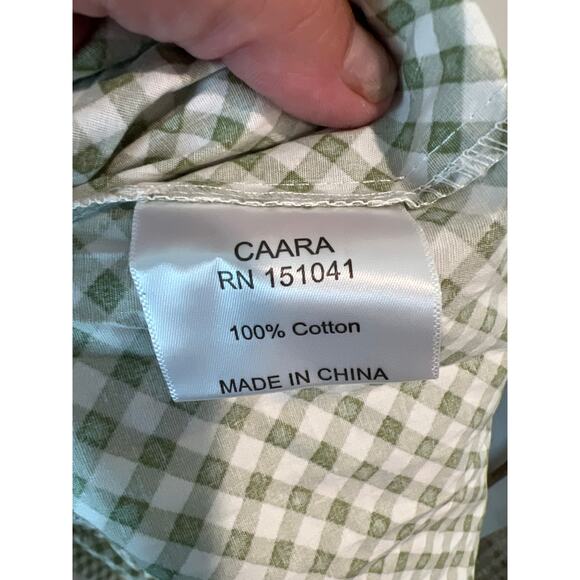 CAARA
RN 151041
100% Cotton
MADE IN CHINA